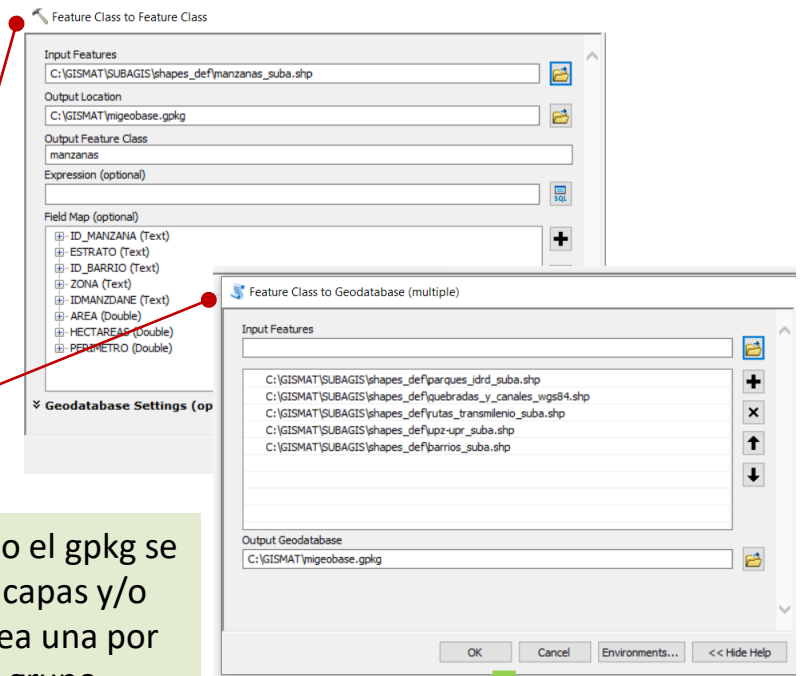 Feature Class to Feature Class
Input Features
C:\GISMAT\SUBAGIS\shapes_def\manzanas_suba.shp
Output Location
C:\GISMAT\migeobase.gpkg
Output Feature Class
manzanas
Expression (optional)
SQL
Field Map (optional)
ID_MANZANA (Text)
ESTRATO (Text)
ID_BARRIO (Text)
ZONA (Text)
IDMANZDANE (Text)
AREA (Double)
HECTAREAS (Double)
PERIMETRO (Double)
Geodatabase Settings (op
Feature Class to Geodatabase (multiple)
Input Features
C:\GISMAT\SUBAGIS\shapes_def\parques_idrd_suba.shp
C:\GISMAT\SUBAGIS\shapes_def\quebradas_y_canales_wgs84.shp
C:\GISMAT\SUBAGIS\shapes_def\rutas_transmilenio_suba.shp
C:\GISMAT\SUBAGIS\shapes_def\upz-upr_suba.shp
C:\GISMAT\SUBAGIS\shapes_def\barrios_suba.shp
Output Geodatabase
C:\GISMAT\migeobase.gpkg
OK Cancel Environments... << Hide Help
o el gpkg se
capas y/o
ea una por